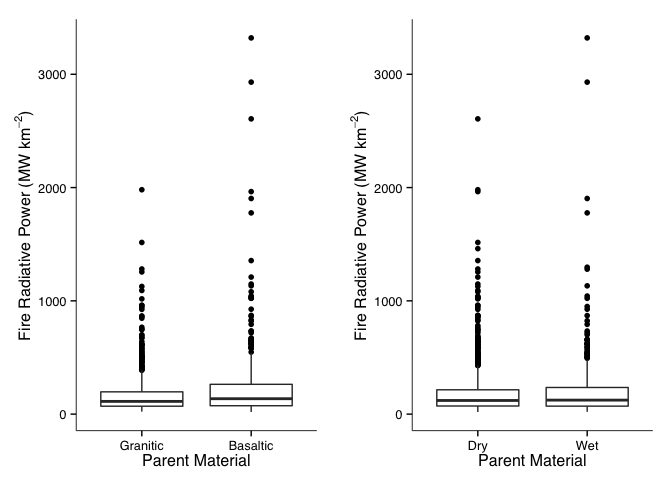 Fire Radiative Power (MW km⁻²)
3000
2000
1000
0
Granitic Basaltic
Parent Material
Fire Radiative Power (MW km⁻²)
3000
2000
1000
0
Dry Wet
Parent Material